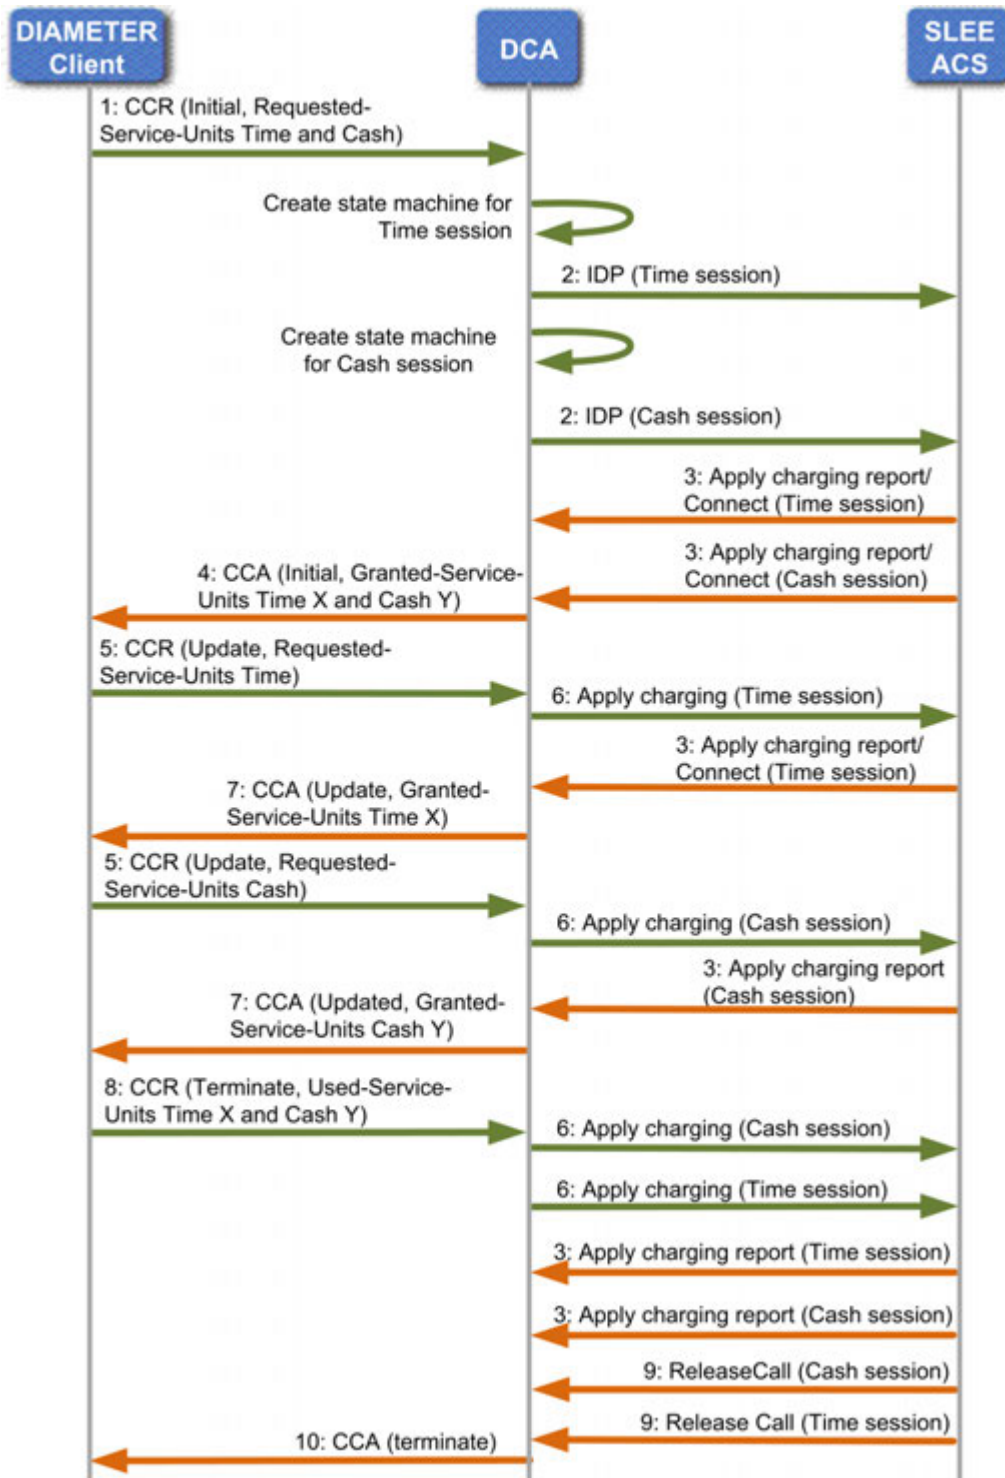 DIAMETER
Client
DCA
SLEE
ACS
1: CCR (Initial, Requested-
Service-Units Time and Cash)
Create state machine for
Time session
2: IDP (Time session)
Create state machine
for Cash session
2: IDP (Cash session)
3: Apply charging report/
Connect (Time session)
3: Apply charging report/
Connect (Cash session)
4: CCA (Initial, Granted-Service-
Units Time X and Cash Y)
5: CCR (Update, Requested-
Service-Units Time)
6: Apply charging (Time session)
3: Apply charging report/
Connect (Time session)
7: CCA (Update, Granted-
Service-Units Time X)
5: CCR (Update, Requested-
Service-Units Cash)
6: Apply charging (Cash session)
3: Apply charging report
(Cash session)
7: CCA (Updated, Granted-
Service-Units Cash Y)
8: CCR (Terminate, Used-Service-
Units Time X and Cash Y)
6: Apply charging (Cash session)
6: Apply charging (Time session)
3: Apply charging report (Time session)
3: Apply charging report (Cash session)
9: ReleaseCall (Cash session)
9: Release Call (Time session)
10: CCA (terminate)